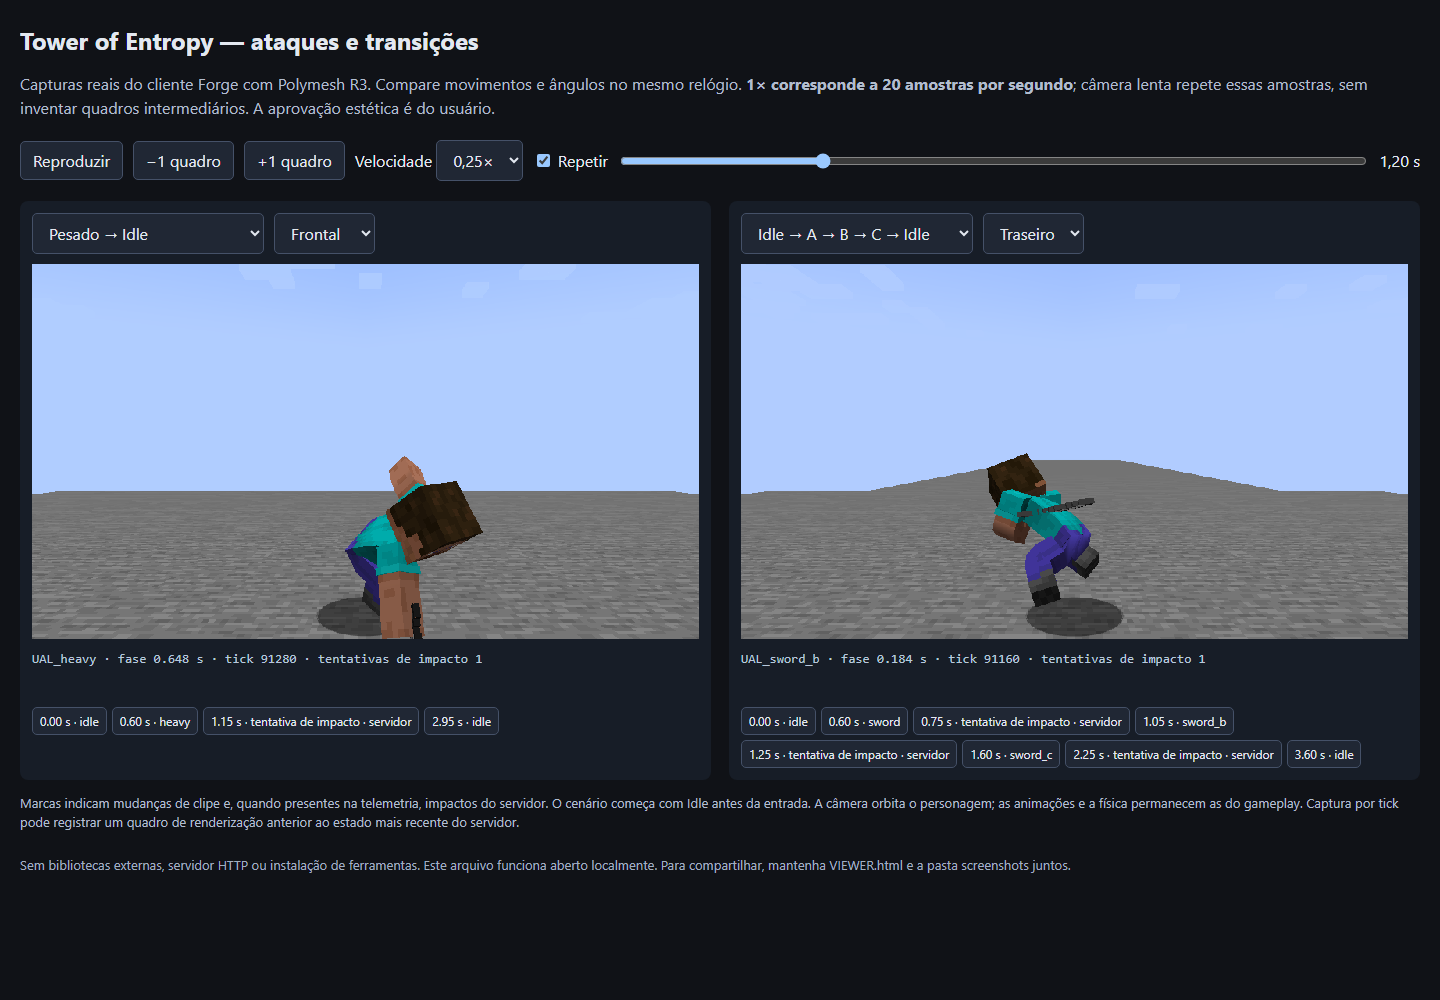 Tower of Entropy — ataques e transições
Capturas reais do cliente Forge com Polymesh R3. Compare movimentos e ângulos no mesmo relógio. 1× corresponde a 20 amostras por segundo; câmera lenta repete essas amostras, sem
inventar quadros intermediários. A aprovação estética é do usuário.
Reproduzir −1 quadro +1 quadro Velocidade 0,25× Repetir 1,20 s
Pesado → Idle Frontal
UAL_heavy · fase 0.648 s · tick 91280 · tentativas de impacto 1
0.00 s · idle 0.60 s · heavy 1.15 s · tentativa de impacto · servidor 2.95 s · idle
Idle → A → B → C → Idle Traseiro
UAL_sword_b · fase 0.184 s · tick 91160 · tentativas de impacto 1
0.00 s · idle 0.60 s · sword 0.75 s · tentativa de impacto · servidor 1.05 s · sword_b
1.25 s · tentativa de impacto · servidor 1.60 s · sword_c 2.25 s · tentativa de impacto · servidor 3.60 s · idle
Marcas indicam mudanças de clipe e, quando presentes na telemetria, impactos do servidor. O cenário começa com Idle antes da entrada. A câmera orbita o personagem; as animações e a física permanecem as do gameplay. Captura por tick
pode registrar um quadro de renderização anterior ao estado mais recente do servidor.
Sem bibliotecas externas, servidor HTTP ou instalação de ferramentas. Este arquivo funciona aberto localmente. Para compartilhar, mantenha VIEWER.html e a pasta screenshots juntos.